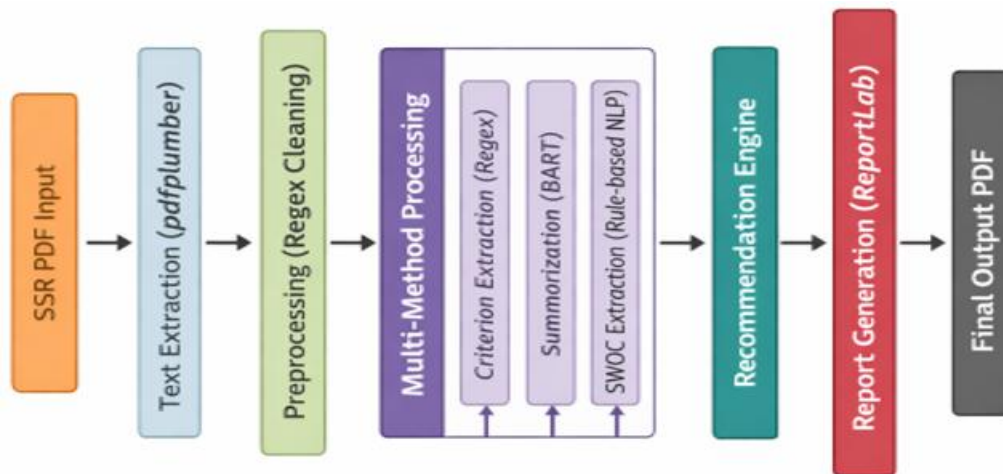 SSR PDF Input
Text Extraction (pdfplumber)
Preprocessing (Regex Cleaning)
Multi-Method Processing
Criterion Extraction (Regex)
Summorization (BART)
SWOC Extraction (Rule-based NLP)
Recommendation Engine
Report Generation (ReportLab)
Final Output PDF